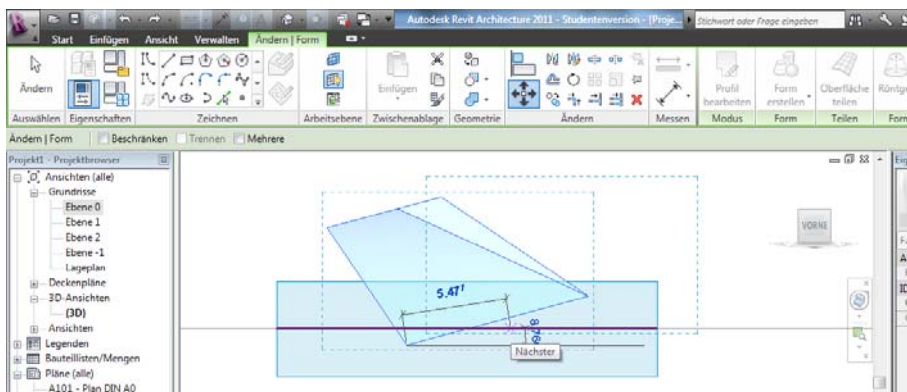 Autodesk Revit Architecture 2011 - Studentenversion - [Proje... Stichwort oder Frage eingeben
Start Einfügen Ansicht Verwalten Ändern | Form
Ändern Einfügen Profil bearbeiten Form erstellen Oberfläche teilen Röntge
Auswählen Eigenschaften Zeichnen Arbeitsebene Zwischenablage Geometrie Ändern Messen Modus Form Teilen Form
Ändern | Form Beschränken Trennen Mehrere
Projekt1 - Projektbrowser
Ansichten (alle)
Grundrisse
Ebene 0
Ebene 1
Ebene 2
Ebene -1
Lageplan
Deckenpläne
3D-Ansichten
{3D}
Ansichten
Legenden
Bauteillisten/Mengen
Pläne (alle)
A101 - Plan DIN A0
VORNE
5.471
Nächster